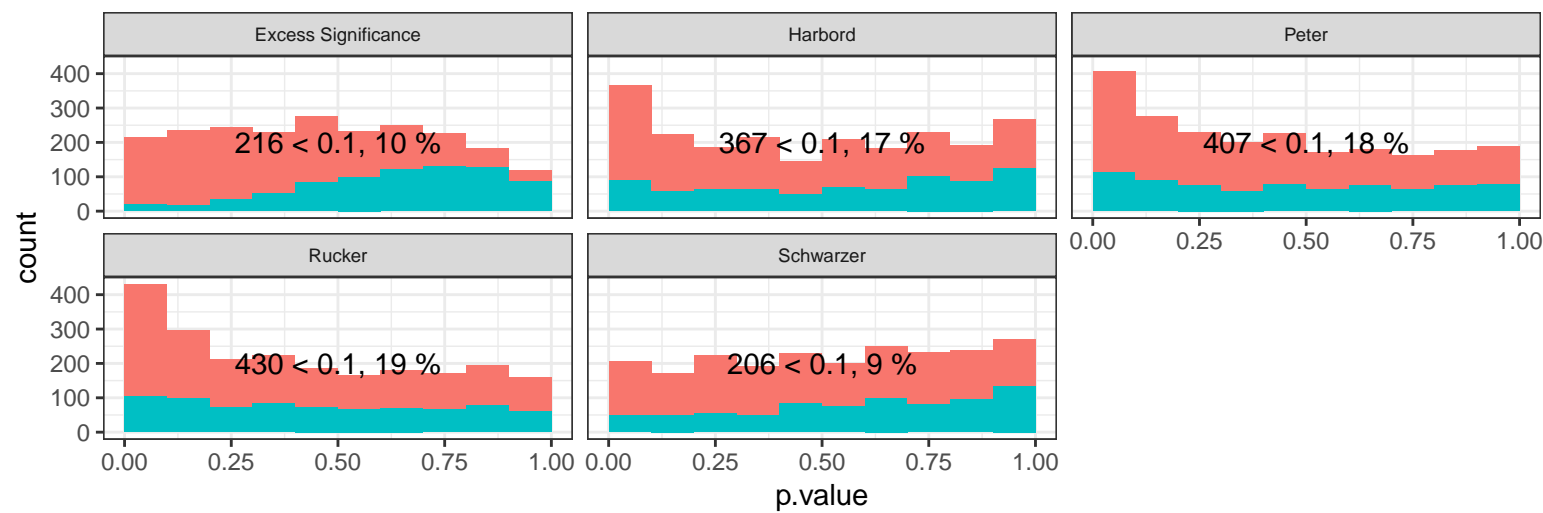 Excess Significance
Harbord
Peter
400
300
200
100
0
216 < 0.1, 10 %
367 < 0.1, 17 %
407 < 0.1, 18 %
0.00 0.25 0.50 0.75 1.00
count
Rucker
Schwarzer
400
300
200
100
0
430 < 0.1, 19 %
206 < 0.1, 9 %
0.00 0.25 0.50 0.75 1.00
0.00 0.25 0.50 0.75 1.00
p.value